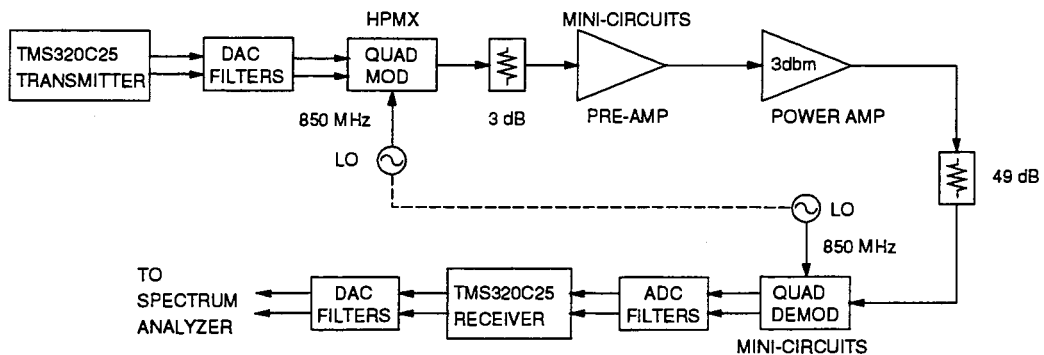 HPMX
MINI-CIRCUITS
TMS320C25
TRANSMITTER
DAC
FILTERS
QUAD
MOD
3dbm
850 MHz
3 dB
PRE-AMP
POWER AMP
LO
49 dB
LO
850 MHz
TO
SPECTRUM
ANALYZER
DAC
FILTERS
TMS320C25
RECEIVER
ADC
FILTERS
QUAD
DEMOD
MINI-CIRCUITS